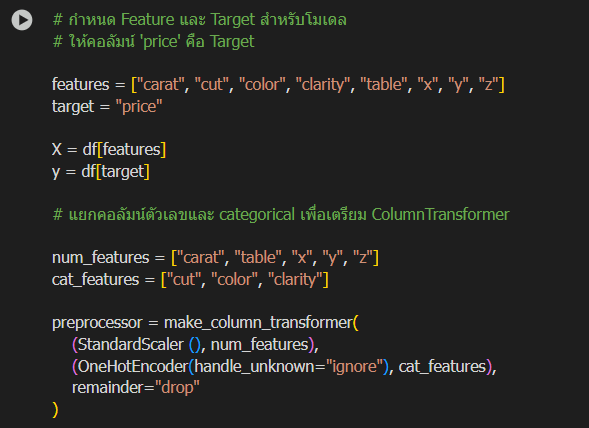 # กำหนด Feature และ Target สำหรับโมเดล
# ให้คอลัมน์ 'price' คือ Target
features = ["carat", "cut", "color", "clarity", "table", "x", "y", "z"]
target = "price"
X = df[features]
y = df[target]
# แยกคอลัมน์ตัวเลขและ categorical เพื่อเตรียม ColumnTransformer
num_features = ["carat", "table", "x", "y", "z"]
cat_features = ["cut", "color", "clarity"]
preprocessor = make_column_transformer(
(StandardScaler (), num_features),
(OneHotEncoder(handle_unknown="ignore"), cat_features),
remainder="drop"
)